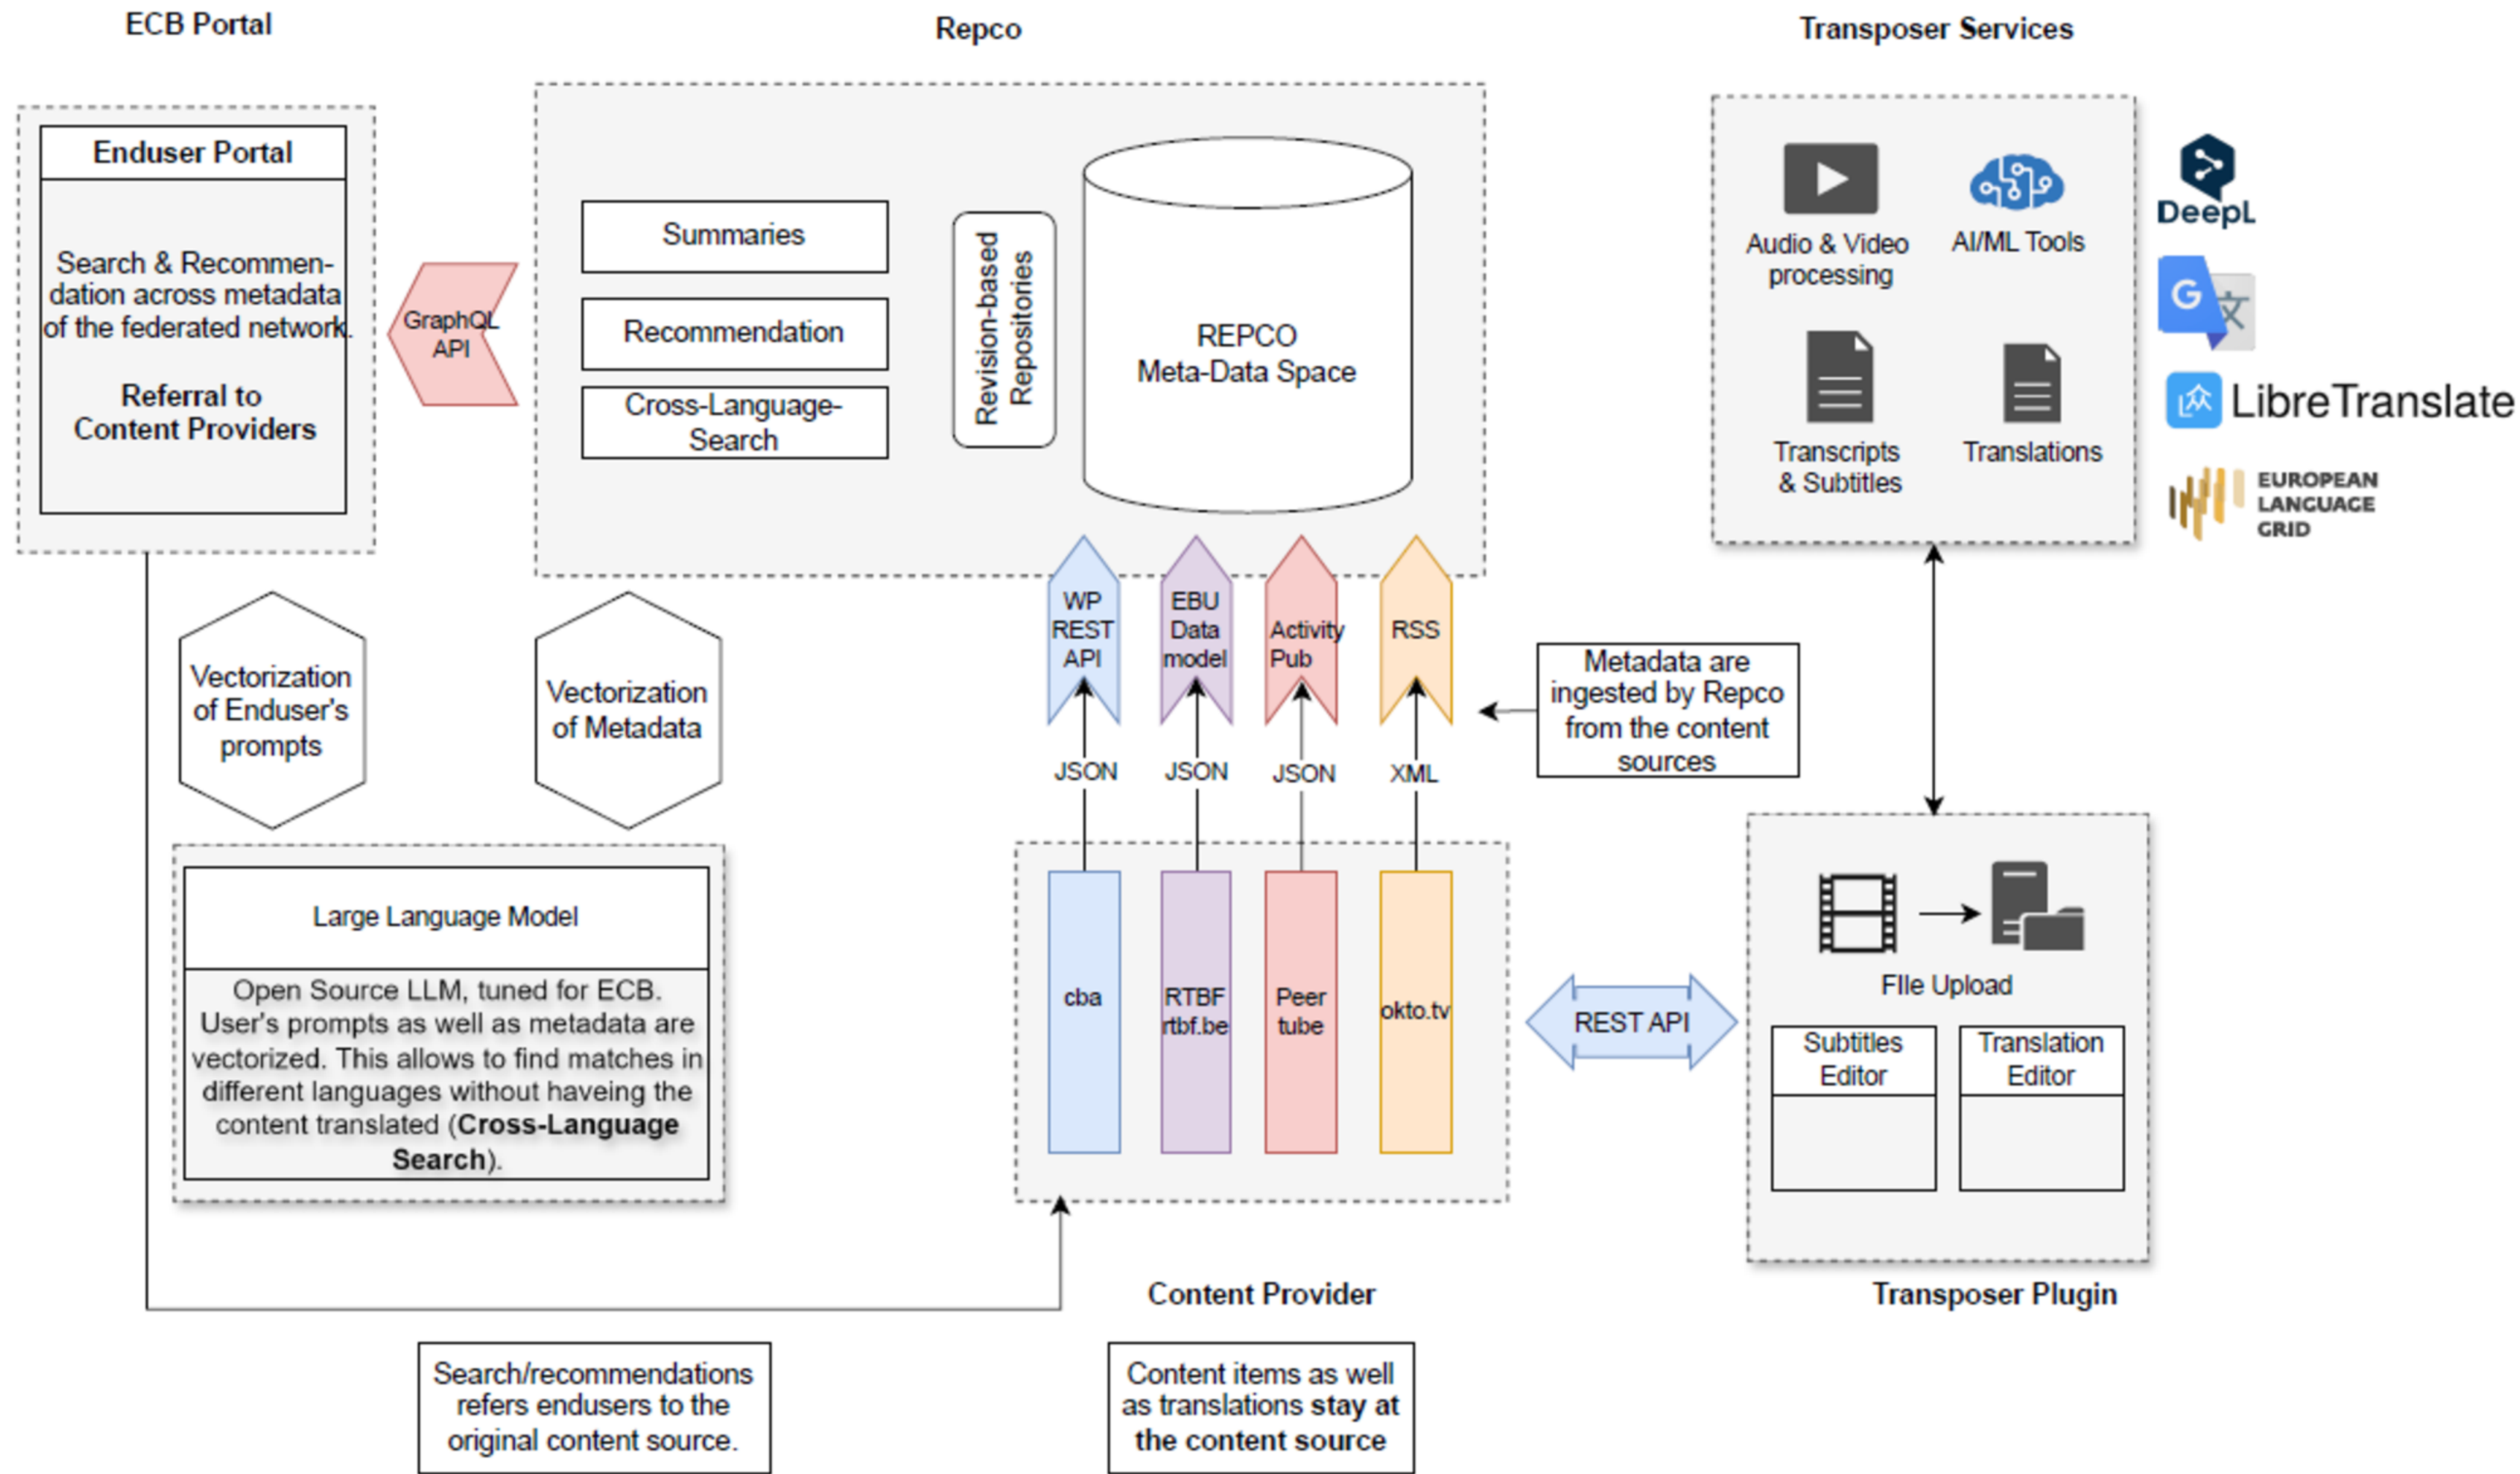 ECB Portal
Repco
Transposer Services
Enduser Portal
Search & Recommen-
dation across metadata
of the federated network.
Referral to
Content Providers
GraphQL
API
Summaries
Recommendation
Cross-Language-
Search
Revision-based
Repositories
REPCO
Meta-Data Space
Audio & Video
processing
AI/ML Tools
Transcripts
& Subtitles
Translations
DeepL
G
文
LibreTranslate
EUROPEAN
LANGUAGE
GRID
WP
REST
API
EBU
Data
model
Activity
Pub
RSS
Metadata are
ingested by Repco
from the content
sources
Vectorization
of Enduser's
prompts
Vectorization
of Metadata
JSON
JSON
JSON
XML
Large Language Model
Open Source LLM, tuned for ECB.
User's prompts as well as metadata are
vectorized. This allows to find matches in
different languages without haveing the
content translated (Cross-Language
Search).
cba
RTBF
rtbf.be
Peer
tube
okto.tv
REST API
FIle Upload
Subtitles
Editor
Translation
Editor
Content Provider
Transposer Plugin
Search/recommendations
refers endusers to the
original content source.
Content items as well
as translations stay at
the content source